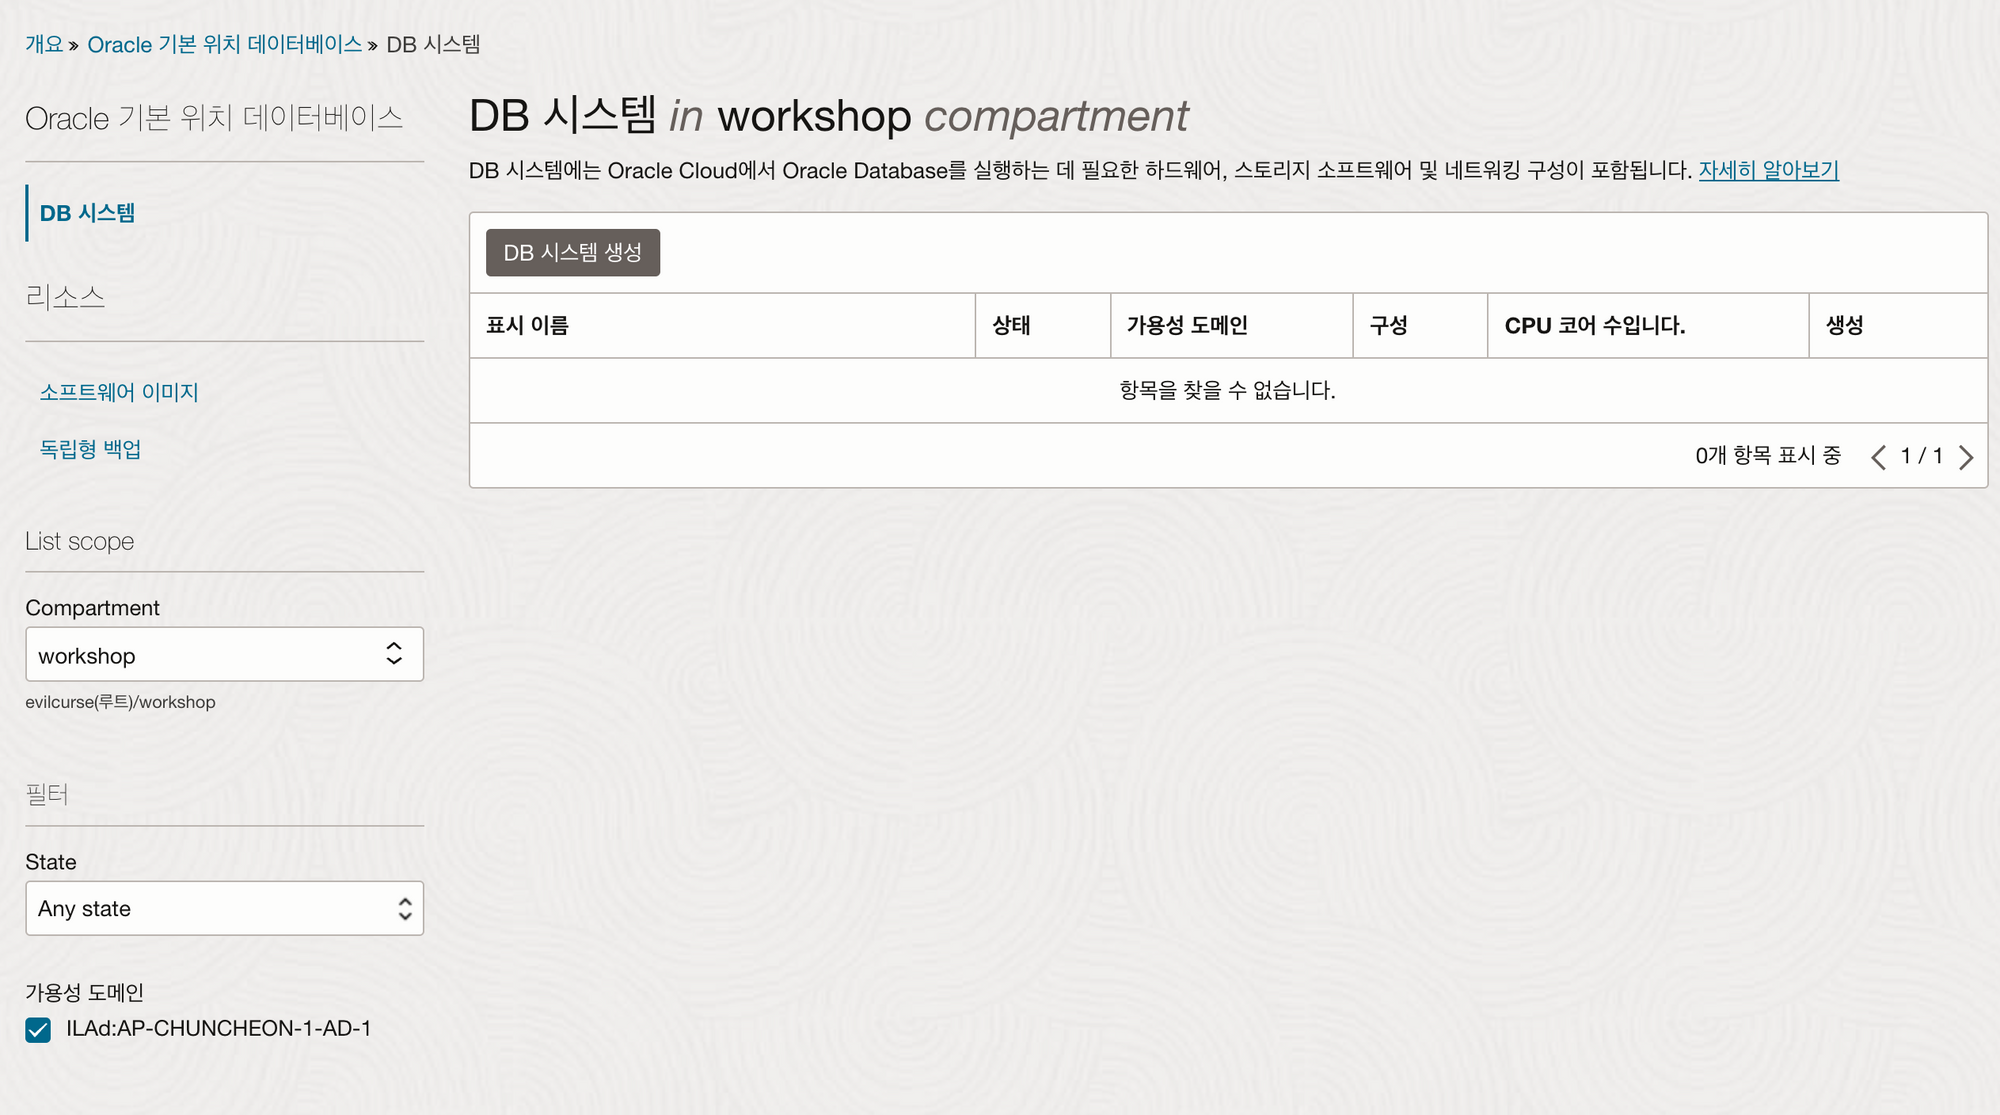 개요 » Oracle 기본 위치 데이터베이스 » DB 시스템
Oracle 기본 위치 데이터베이스
DB 시스템
리소스
소프트웨어 이미지
독립형 백업
List scope
Compartment
workshop
evilcurse(루트)/workshop
필터
State
Any state
가용성 도메인
ILAd:AP-CHUNCHEON-1-AD-1
DB 시스템 in workshop compartment
DB 시스템에는 Oracle Cloud에서 Oracle Database를 실행하는 데 필요한 하드웨어, 스토리지 소프트웨어 및 네트워킹 구성이 포함됩니다. 자세히 알아보기
DB 시스템 생성
표시 이름 상태 가용성 도메인 구성 CPU 코어 수입니다. 생성
항목을 찾을 수 없습니다.
0개 항목 표시 중 < 1 / 1 >